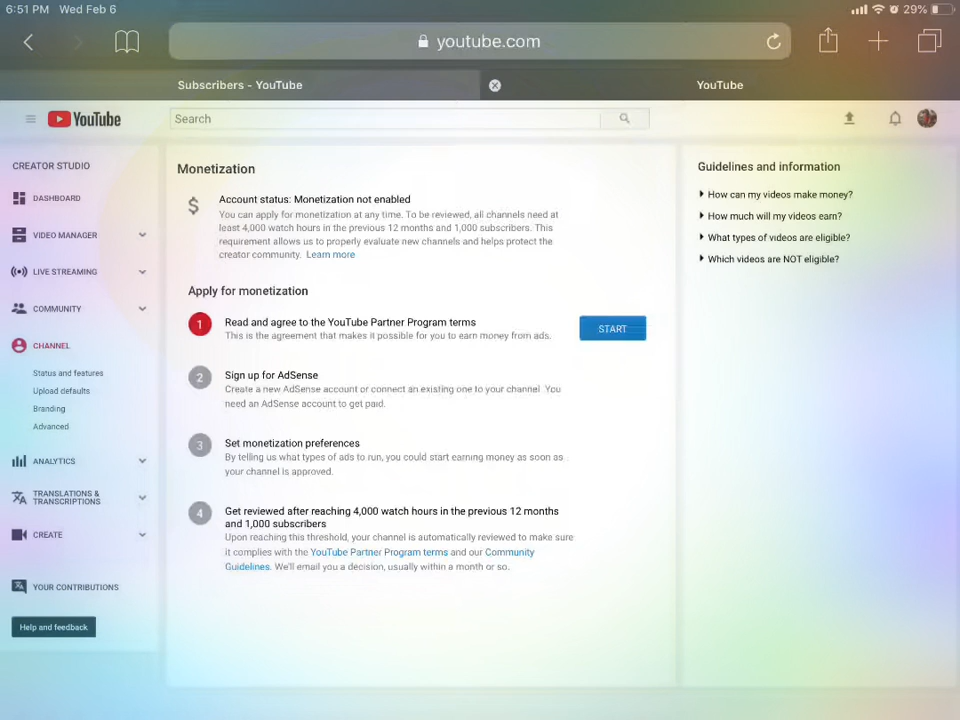 6:51 PM Wed Feb 6
29%
youtube.com
Subscribers - YouTube
YouTube
YouTube
Search
CREATOR STUDIO
DASHBOARD
VIDEO MANAGER
LIVE STREAMING
COMMUNITY
CHANNEL
Status and features
Upload defaults
Branding
Advanced
ANALYTICS
TRANSLATIONS &
TRANSCRIPTIONS
CREATE
YOUR CONTRIBUTIONS
Help and feedback
Monetization
Account status: Monetization not enabled
You can apply for monetization at any time. To be reviewed, all channels need at
least 4,000 watch hours in the previous 12 months and 1,000 subscribers. This
requirement allows us to properly evaluate new channels and helps protect the
creator community. Learn more
Apply for monetization
1
Read and agree to the YouTube Partner Program terms
This is the agreement that makes it possible for you to earn money from ads.
START
2
Sign up for AdSense
Create a new AdSense account or connect an existing one to your channel. You
need an AdSense account to get paid.
3
Set monetization preferences
By telling us what types of ads to run, you could start earning money as soon as
your channel is approved.
4
Get reviewed after reaching 4,000 watch hours in the previous 12 months
and 1,000 subscribers
Upon reaching this threshold, your channel is automatically reviewed to make sure
it complies with the YouTube Partner Program terms and our Community
Guidelines. We'll email you a decision, usually within a month or so.
Guidelines and information
How can my videos make money?
How much will my videos earn?
What types of videos are eligible?
Which videos are NOT eligible?